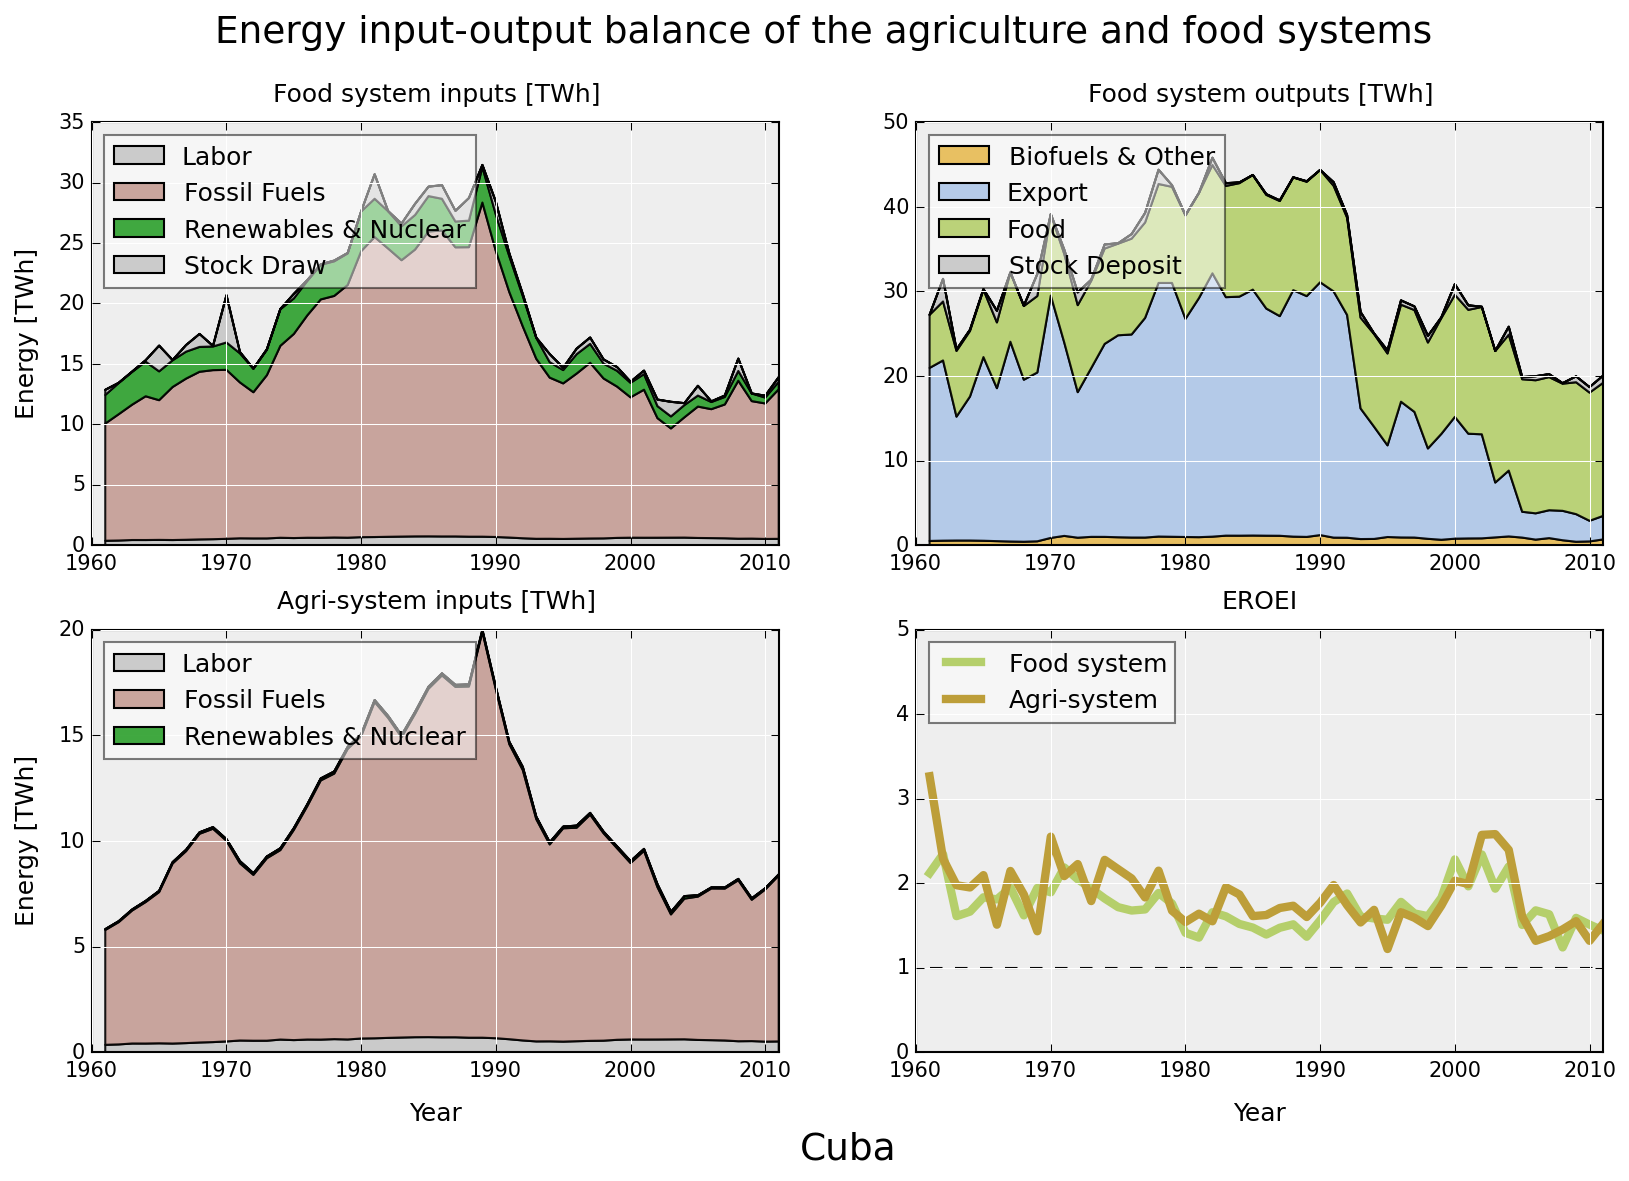 Energy input-output balance of the agriculture and food systems
Food system inputs [TWh]
Energy [TWh]
35
30
25
20
15
10
5
0
Labor
Fossil Fuels
Renewables & Nuclear
Stock Draw
1960 1970 1980 1990 2000 2010
Food system outputs [TWh]
50
40
30
20
10
0
Biofuels & Other
Export
Food
Stock Deposit
1960 1970 1980 1990 2000 2010
Agri-system inputs [TWh]
Energy [TWh]
20
15
10
5
0
Labor
Fossil Fuels
Renewables & Nuclear
1960 1970 1980 1990 2000 2010
Year
EROEI
5
4
3
2
1
0
Food system
Agri-system
1960 1970 1980 1990 2000 2010
Year
Cuba